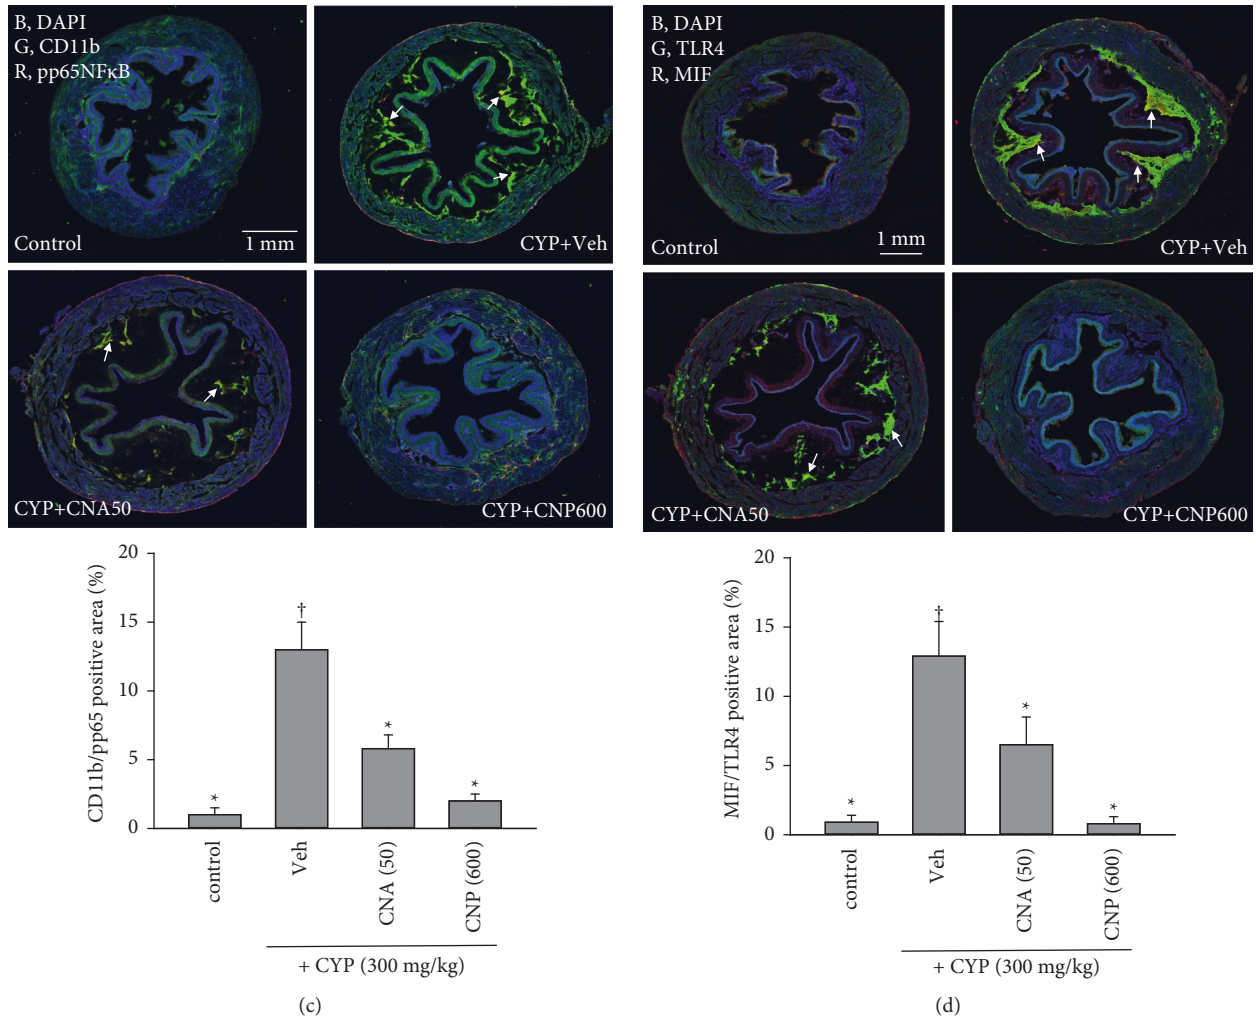 B, DAPI
G, CD11b
R, pp65NFκB
Control
1 mm
CYP+Veh
CYP+CNA50
CYP+CNP600
CD11b/pp65 positive area (%)
20
15
10
5
0
*
†
*
*
control
Veh
CNA (50)
CNP (600)
+ CYP (300 mg/kg)
(c)
B, DAPI
G, TLR4
R, MIF
Control
1 mm
CYP+Veh
CYP+CNA50
CYP+CNP600
MIF/TLR4 positive area (%)
20
15
10
5
0
*
†
*
*
control
Veh
CNA (50)
CNP (600)
+ CYP (300 mg/kg)
(d)